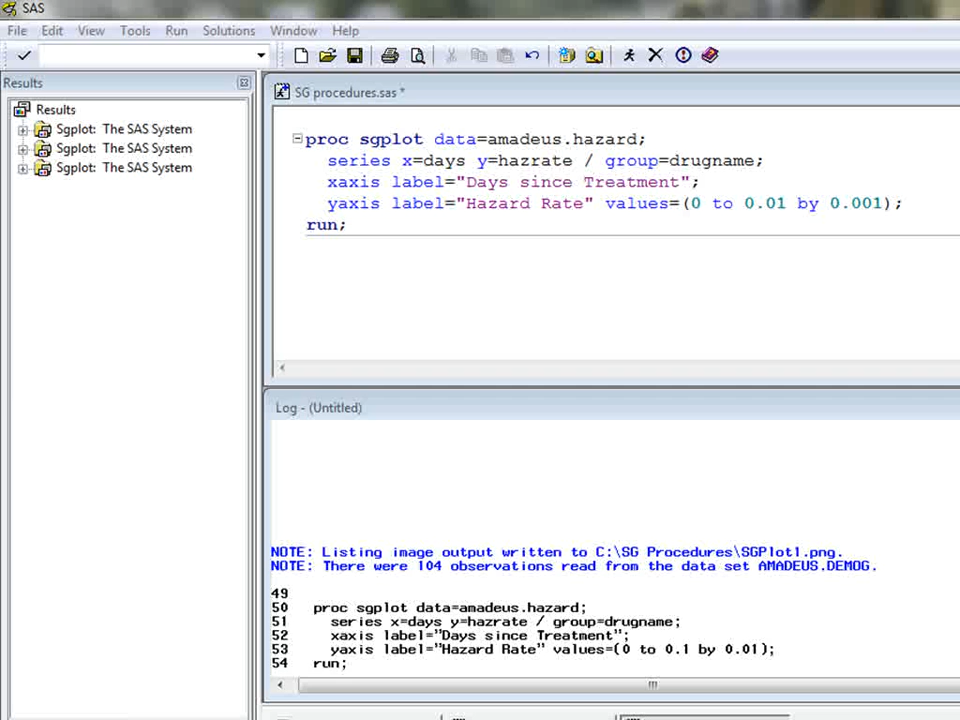 SAS
File Edit View Tools Run Solutions Window Help
Results
Results
Sgplot: The SAS System
Sgplot: The SAS System
Sgplot: The SAS System
SG procedures.sas *
proc sgplot data=amadeus.hazard;
series x=days y=hazrate / group=drugname;
xaxis label="Days since Treatment";
yaxis label="Hazard Rate" values=(0 to 0.01 by 0.001);
run;
Log - (Untitled)
NOTE: Listing image output written to C:\SG Procedures\SGPlot1.png.
NOTE: There were 104 observations read from the data set AMADEUS.DEMOG.
49
50 proc sgplot data=amadeus.hazard;
51 series x=days y=hazrate / group=drugname;
52 xaxis label="Days since Treatment";
53 yaxis label="Hazard Rate" values=(0 to 0.1 by 0.01);
54 run;